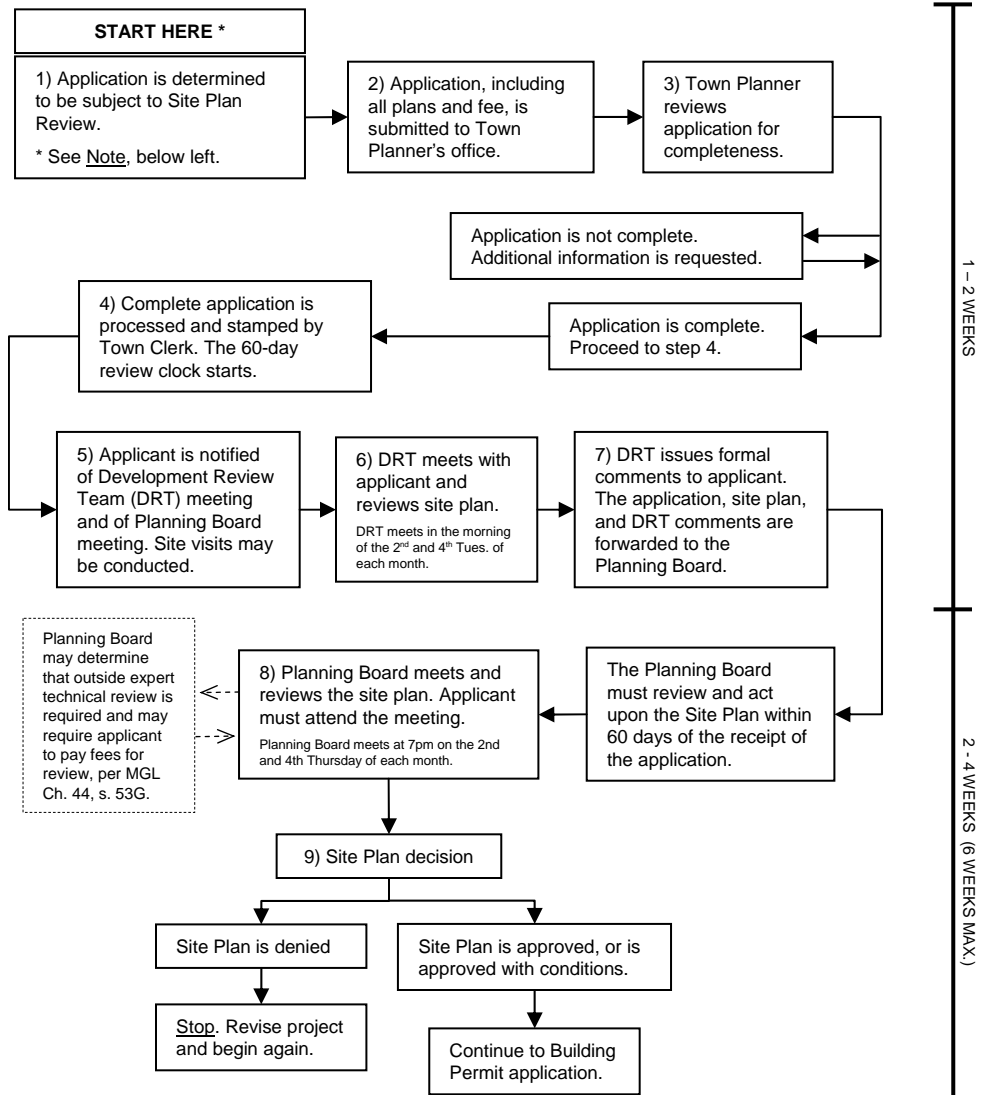 START HERE *
1) Application is determined
to be subject to Site Plan
Review.
* See Note, below left.
2) Application, including
all plans and fee, is
submitted to Town
Planner's office.
3) Town Planner
reviews
application for
completeness.
Application is not complete.
Additional information is requested.
Application is complete.
Proceed to step 4.
4) Complete application is
processed and stamped by
Town Clerk. The 60-day
review clock starts.
5) Applicant is notified
of Development Review
Team (DRT) meeting
and of Planning Board
meeting. Site visits may
be conducted.
6) DRT meets with
applicant and
reviews site plan.
DRT meets in the morning
of the 2nd and 4th Tues. of
each month.
7) DRT issues formal
comments to applicant.
The application, site plan,
and DRT comments are
forwarded to the
Planning Board.
1 – 2 WEEKS
The Planning Board
must review and act
upon the Site Plan within
60 days of the receipt of
the application.
8) Planning Board meets and
reviews the site plan. Applicant
must attend the meeting.
Planning Board meets at 7pm on the 2nd
and 4th Thursday of each month.
Planning Board
may determine
that outside expert
technical review is
required and may
require applicant
to pay fees for
review, per MGL
Ch. 44, s. 53G.
9) Site Plan decision
Site Plan is denied
Stop. Revise project
and begin again.
Site Plan is approved, or is
approved with conditions.
Continue to Building
Permit application.
2 - 4 WEEKS (6 WEEKS MAX.)